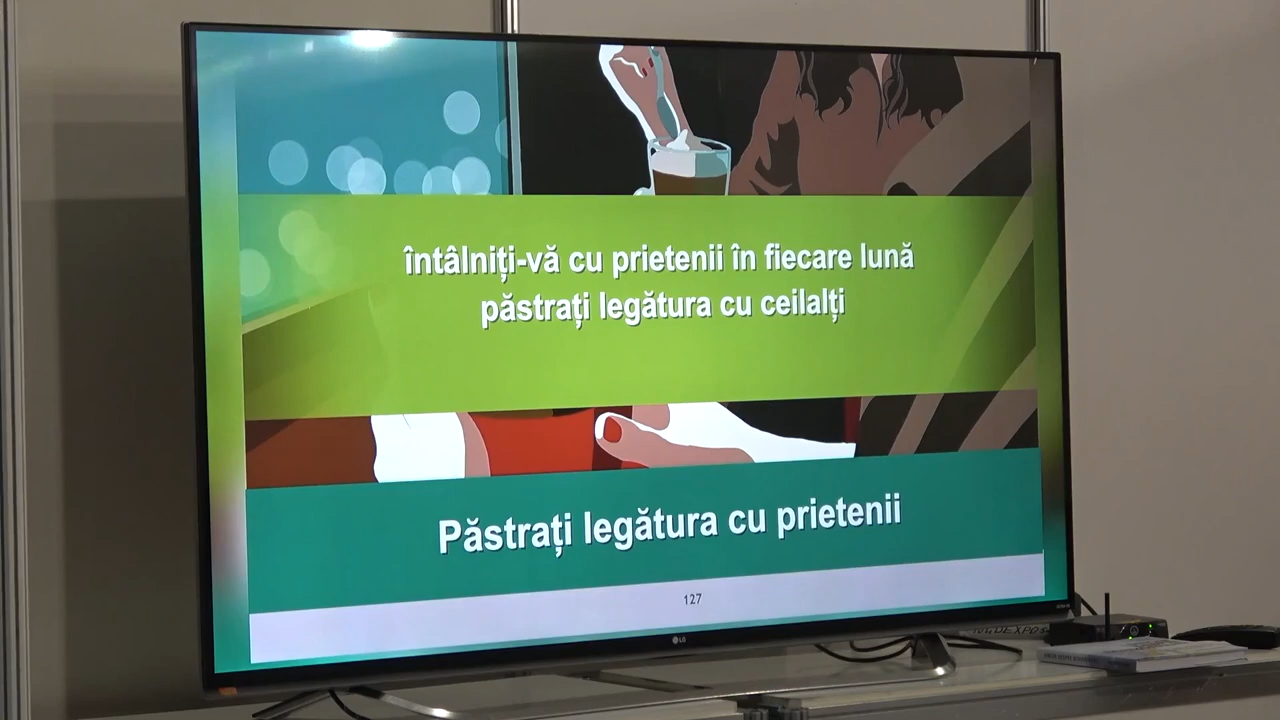 întâlniți-vă cu prietenii în fiecare lună
păstrați legătura cu ceilalți
Păstrați legătura cu prietenii
127
LG